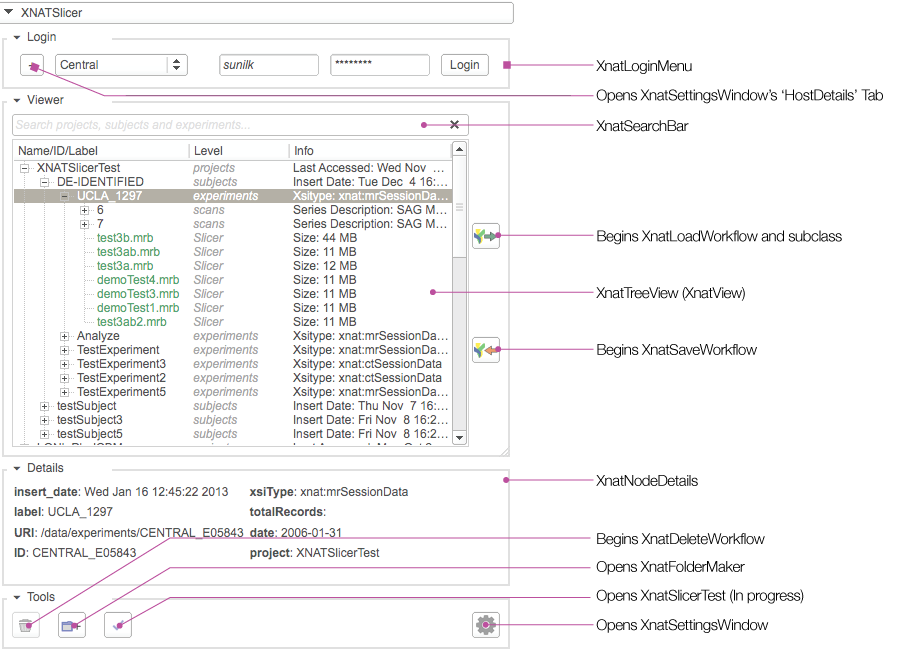 XNATSlicer
Login
Central sunilk ******** Login
XnatLoginMenu
Opens XnatSettingsWindow's 'HostDetails' Tab
Viewer
Search projects, subjects and experiments...
XnatSearchBar
Name/ID/Label Level Info
XNATSlicerTest projects Last Accessed: Wed Nov
DE-IDENTIFIED subjects Insert Date: Tue Dec 4 16:...
UCLA_1297 experiments Xsitype: xnat:mrSessionDa...
6 scans Series Description: SAG M...
7 scans Series Description: SAG M...
test3b.mrb Slicer Size: 44 MB
Begins XnatLoadWorkflow and subclass
test3ab.mrb Slicer Size: 11 MB
test3a.mrb Slicer Size: 12 MB
demoTest4.mrb Slicer Size: 11 MB
demoTest3.mrb Slicer Size: 11 MB
XnatTreeView (XnatView)
demoTest1.mrb Slicer Size: 11 MB
test3ab2.mrb Slicer Size: 11 MB
Analyze experiments Xsitype: xnat:mrSessionDa...
TestExperiment experiments Xsitype: xnat:mrSessionDa...
Begins XnatSaveWorkflow
TestExperiment3 experiments Xsitype: xnat:ctSessionData
TestExperiment2 experiments Xsitype: xnat:ctSessionData
TestExperiment5 experiments Xsitype: xnat:mrSessionDa...
testSubject subjects Insert Date: Thu Nov 7 16:...
testSubject3 subjects Insert Date: Fri Nov 8 16:2...
testSubject5 subjects Insert Date: Fri Nov 8 16:2...
Details
XnatNodeDetails
insert_date: Wed Jan 16 12:45:22 2013 xsiType: xnat:mrSessionData
label: UCLA_1297 totalRecords:
URI: /data/experiments/CENTRAL_E05843 date: 2006-01-31
Begins XnatDeleteWorkflow
ID: CENTRAL_E05843 project: XNATSlicerTest
Opens XnatFolderMaker
Tools
Opens XnatSlicerTest (In progress)
Opens XnatSettingsWindow